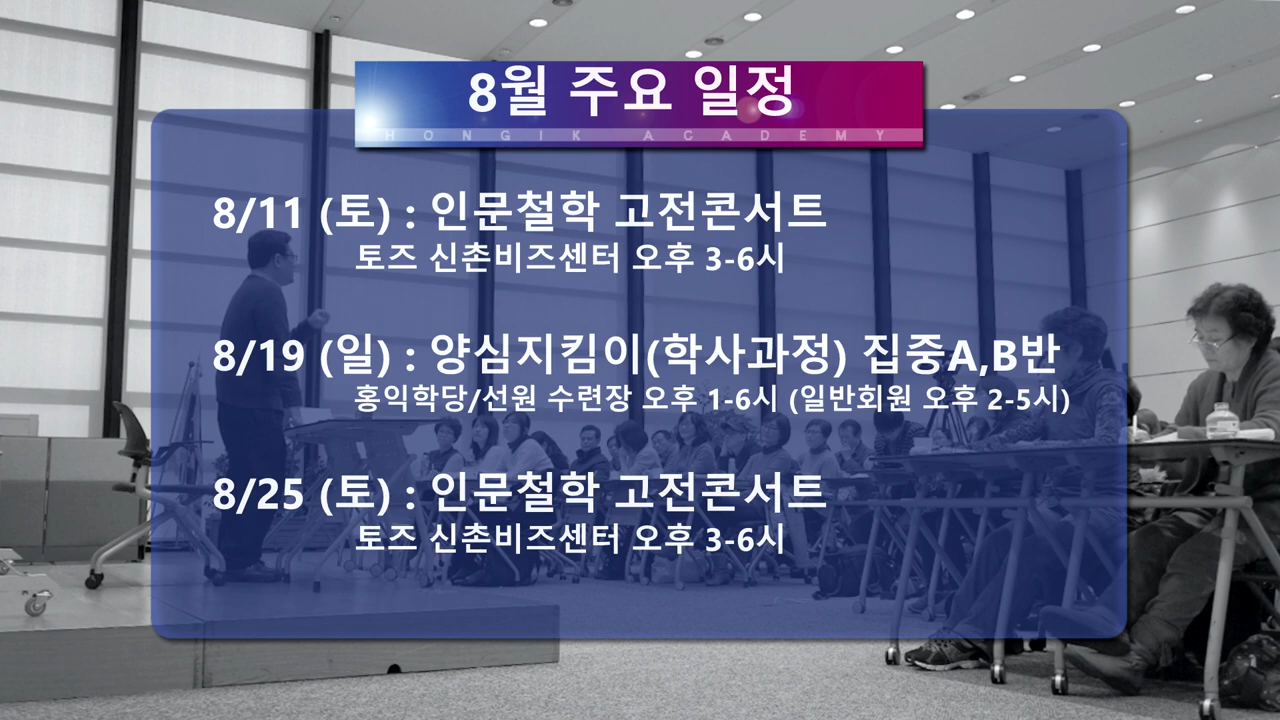 8월 주요 일정
HONGIK ACADEMY
8/11 (토) : 인문철학 고전콘서트
토즈 신촌비즈센터 오후 3-6시
8/19 (일) : 양심지킴이(학사과정) 집중A,B반
홍익학당/선원 수련장 오후 1-6시 (일반회원 오후 2-5시)
8/25 (토) : 인문철학 고전콘서트
토즈 신촌비즈센터 오후 3-6시